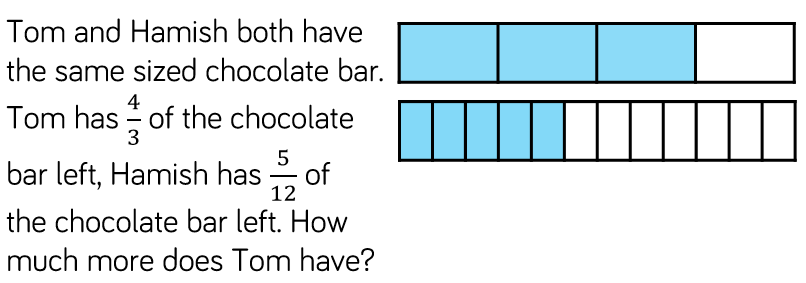 Tom and Hamish both have
the same sized chocolate bar.
Tom has 4/3 of the chocolate
bar left, Hamish has 5/12 of
the chocolate bar left. How
much more does Tom have?